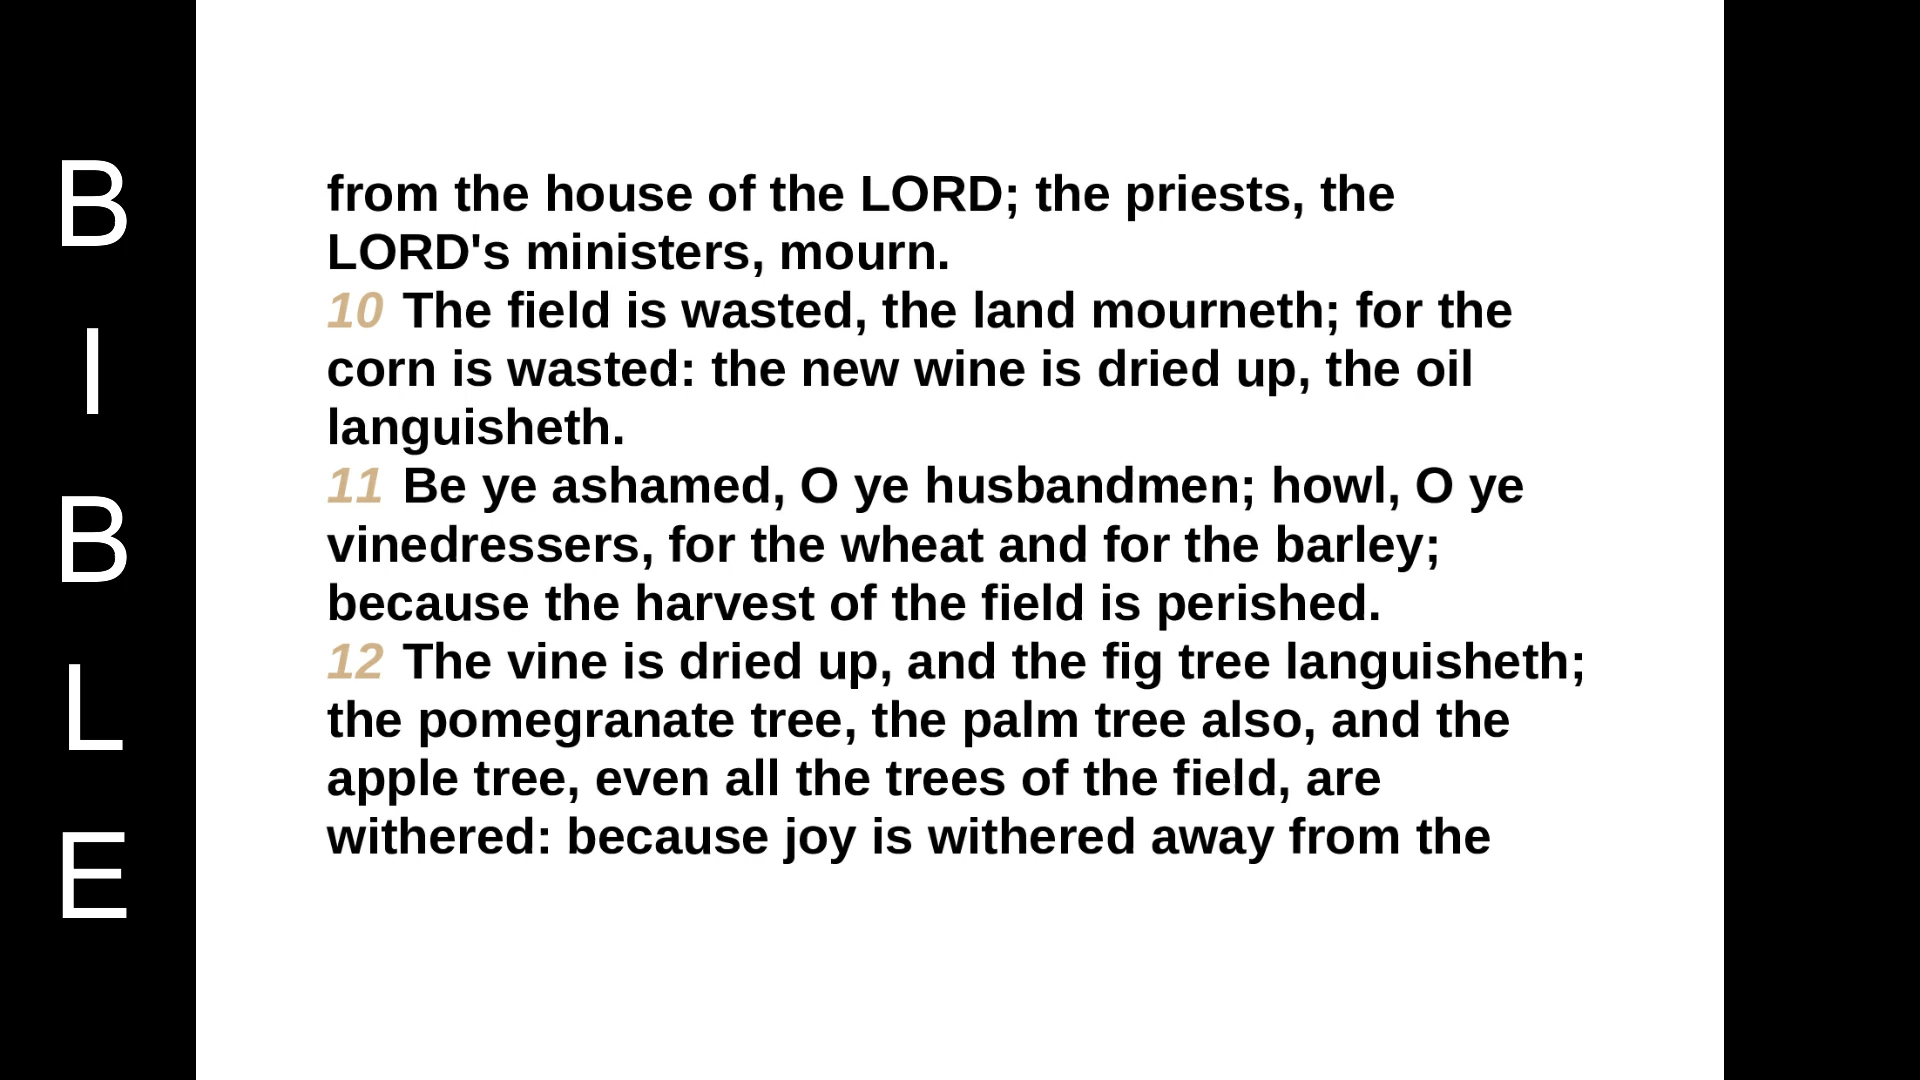 BIBLE
from the house of the LORD; the priests, the
LORD's ministers, mourn.
10 The field is wasted, the land mourneth; for the
corn is wasted: the new wine is dried up, the oil
languisheth.
11 Be ye ashamed, O ye husbandmen; howl, O ye
vinedressers, for the wheat and for the barley;
because the harvest of the field is perished.
12 The vine is dried up, and the fig tree languisheth;
the pomegranate tree, the palm tree also, and the
apple tree, even all the trees of the field, are
withered: because joy is withered away from the